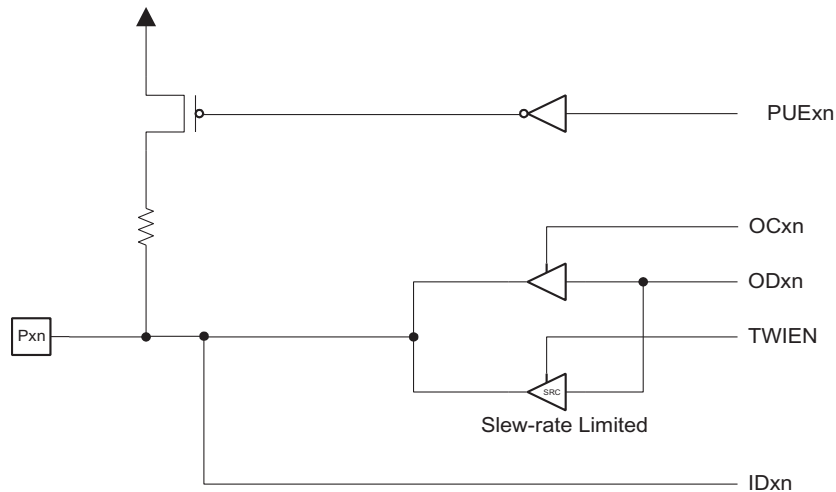 PUExn
OCxn
ODxn
Pxn
TWIEN
SRC
Slew-rate Limited
IDxn